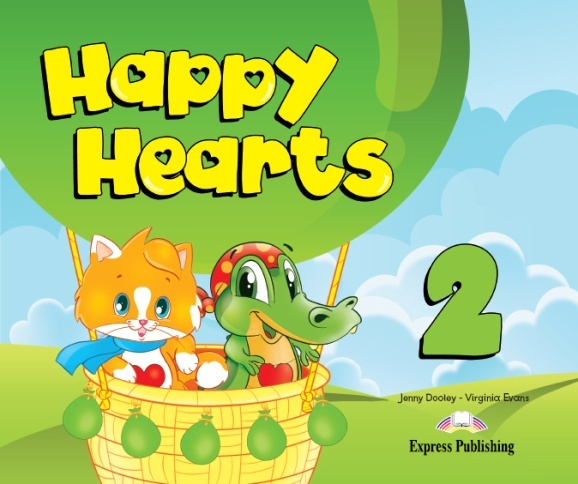 Happy
Hearts
2
Jenny Dooley - Virginia Evans
Express Publishing